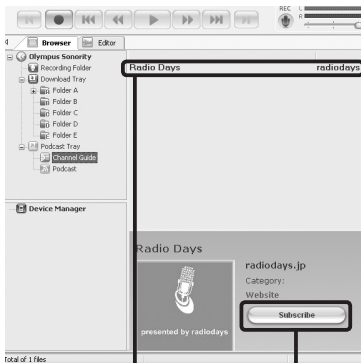 REC L
R
Browser Editor
Olympus Sonority
Recording Folder
Download Tray
Folder A
Folder B
Folder C
Folder D
Folder E
Podcast Tray
Channel Guide
Podcast
Device Manager
Radio Days radiodays
Radio Days
presented by radiodays
radiodays.jp
Category:
Website
Subscribe
Total of 1 files